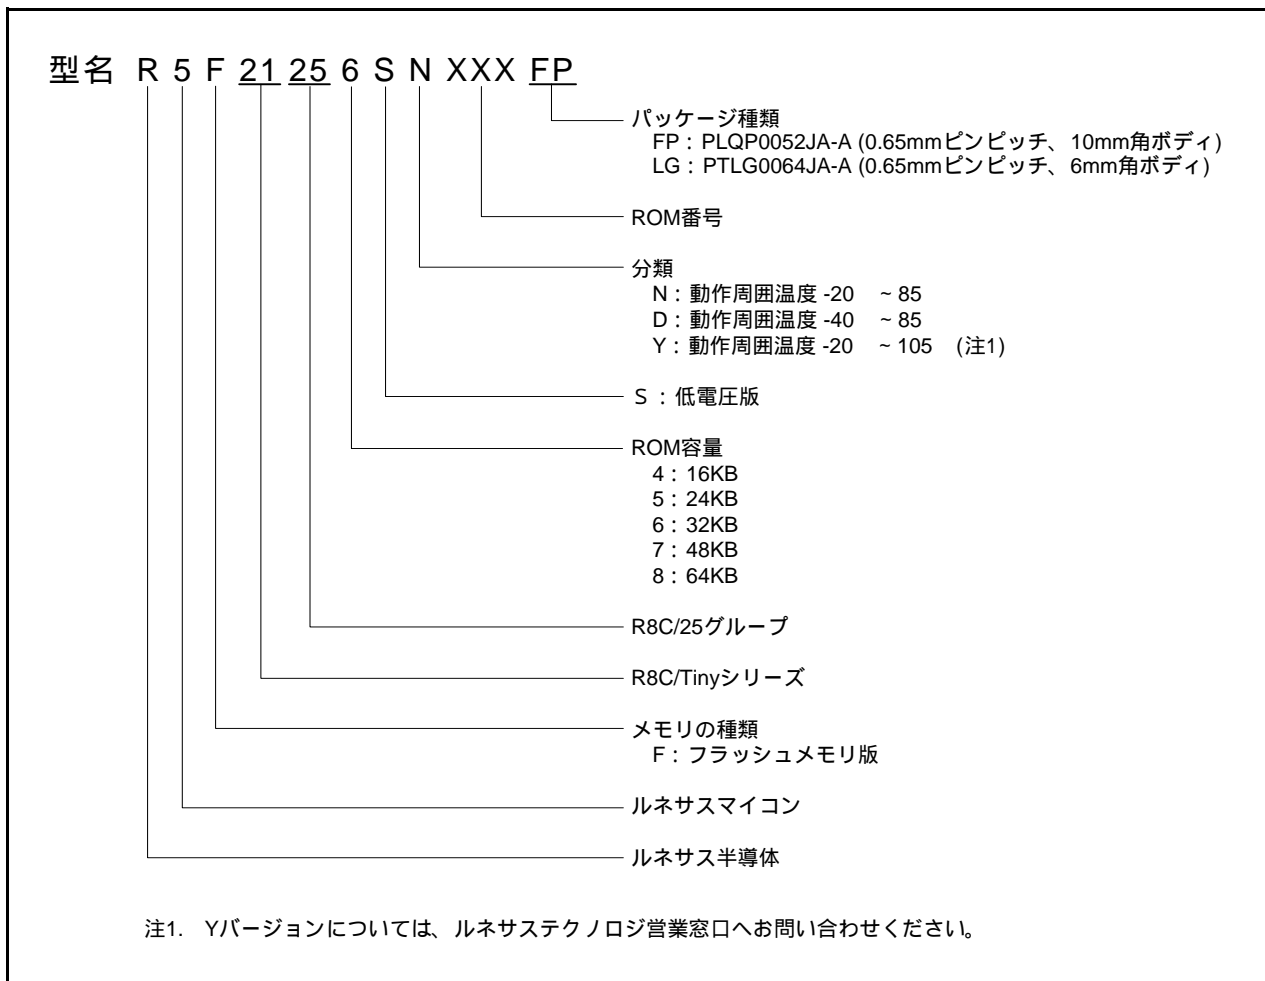 型名 R 5 F 21 25 6 S N XXX FP
パッケージ種類
FP : PLQP0052JA-A (0.65mmピンピッチ、10mm角ボディ)
LG : PTLG0064JA-A (0.65mmピンピッチ、6mm角ボディ)
ROM番号
分類
N : 動作周囲温度 -20 ~ 85
D : 動作周囲温度 -40 ~ 85
Y : 動作周囲温度 -20 ~ 105 (注1)
S : 低電圧版
ROM容量
4 : 16KB
5 : 24KB
6 : 32KB
7 : 48KB
8 : 64KB
R8C/25グループ
R8C/Tinyシリーズ
メモリの種類
F : フラッシュメモリ版
ルネサスマイコン
ルネサス半導体
注1. Yバージョンについては、ルネサステクノロジ営業窓口へお問い合わせください。